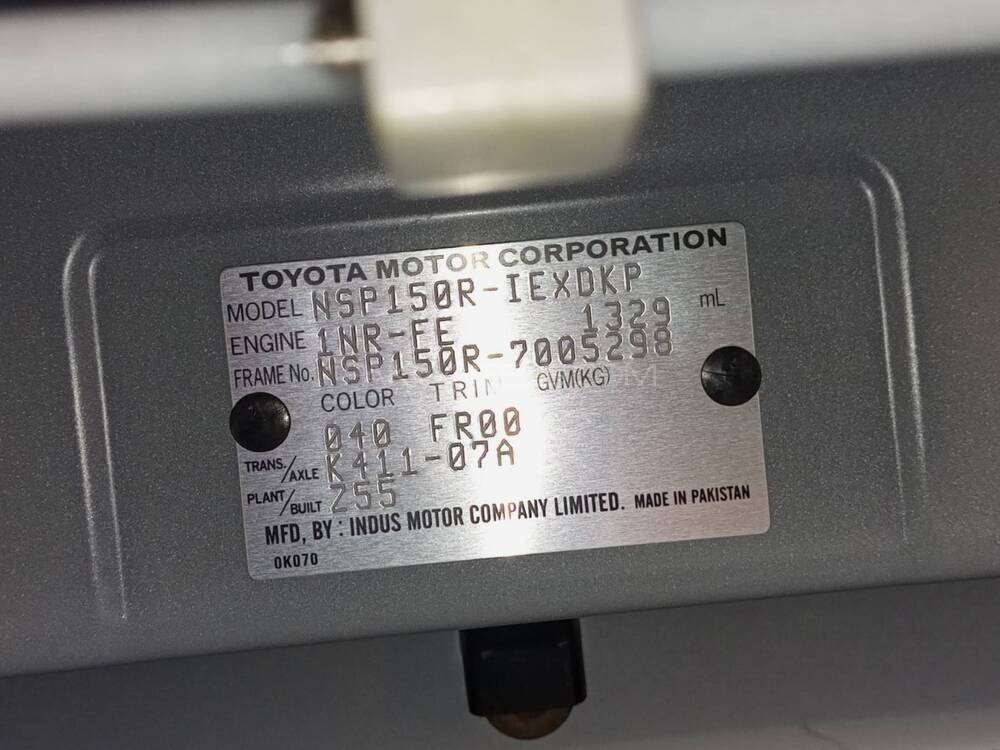 TOYOTA MOTOR CORPORATION
MODEL NSP150R-IEXDKP
ENGINE 1NR-FE 1329 mL
FRAME No. NSP150R-7005298
COLOR TRIM GVM(KG)
040 FR00
TRANS./AXLE K411-07A
PLANT/BUILT Z55
MFD, BY : INDUS MOTOR COMPANY LIMITED. MADE IN PAKISTAN
0K070